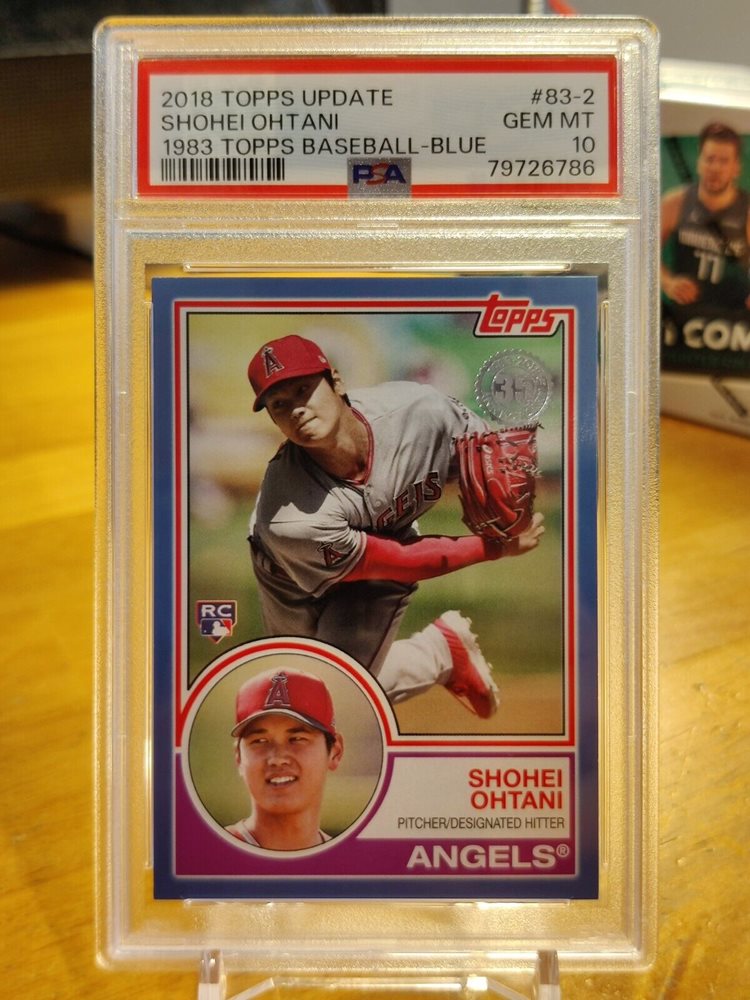 2018 TOPPS UPDATE #83-2
SHOHEI OHTANI GEM MT
1983 TOPPS BASEBALL-BLUE 10
PSA 79726786
topps
35
A
ANGELS
A
RC
A
SHOHEI
OHTANI
PITCHER/DESIGNATED HITTER
ANGELS®
77
COM